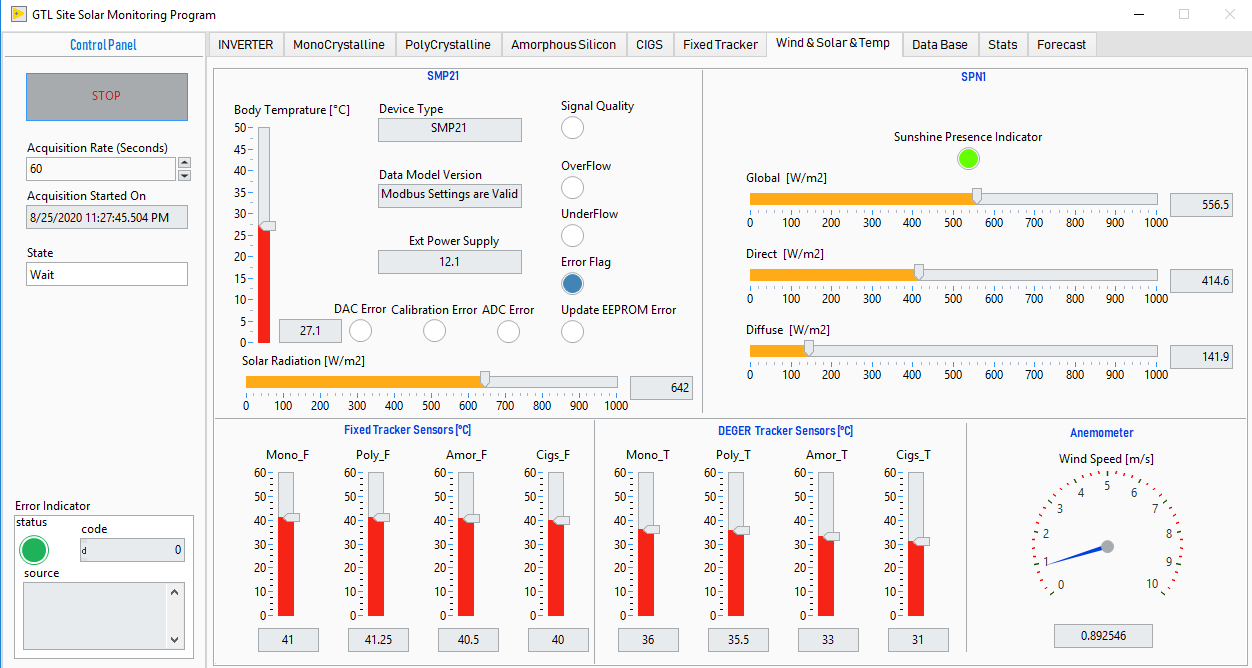 GTL Site Solar Monitoring Program
Control Panel
STOP
Acquisition Rate (Seconds)
60
Acquisition Started On
8/25/2020 11:27:45.504 PM
State
Wait
Error Indicator
status
code
d 0
source
INVERTER MonoCrystalline PolyCrystalline Amorphous Silicon CIGS Fixed Tracker Wind & Solar & Temp Data Base Stats Forecast
SMP21
Body Temprature [°C]
50
45
40
35
30
25
20
15
10
5
0
27.1
Device Type
SMP21
Data Model Version
Modbus Settings are Valid
Ext Power Supply
12.1
Signal Quality
OverFlow
UnderFlow
Error Flag
DAC Error Calibration Error ADC Error Update EEPROM Error
Solar Radiation [W/m2]
642
0 100 200 300 400 500 600 700 800 900 1000
SPN1
Sunshine Presence Indicator
Global [W/m2]
556.5
0 100 200 300 400 500 600 700 800 900 1000
Direct [W/m2]
414.6
0 100 200 300 400 500 600 700 800 900 1000
Diffuse [W/m2]
141.9
0 100 200 300 400 500 600 700 800 900 1000
Fixed Tracker Sensors [°C]
Mono_F Poly_F Amor_F Cigs_F
60 60 60 60
50 50 50 50
40 40 40 40
30 30 30 30
20 20 20 20
10 10 10 10
0 0 0 0
41 41.25 40.5 40
DEGER Tracker Sensors [°C]
Mono_T Poly_T Amor_T Cigs_T
60 60 60 60
50 50 50 50
40 40 40 40
30 30 30 30
20 20 20 20
10 10 10 10
0 0 0 0
36 35.5 33 31
Anemometer
Wind Speed [m/s]
0 1 2 3 4 5 6 7 8 9 10
0.892546